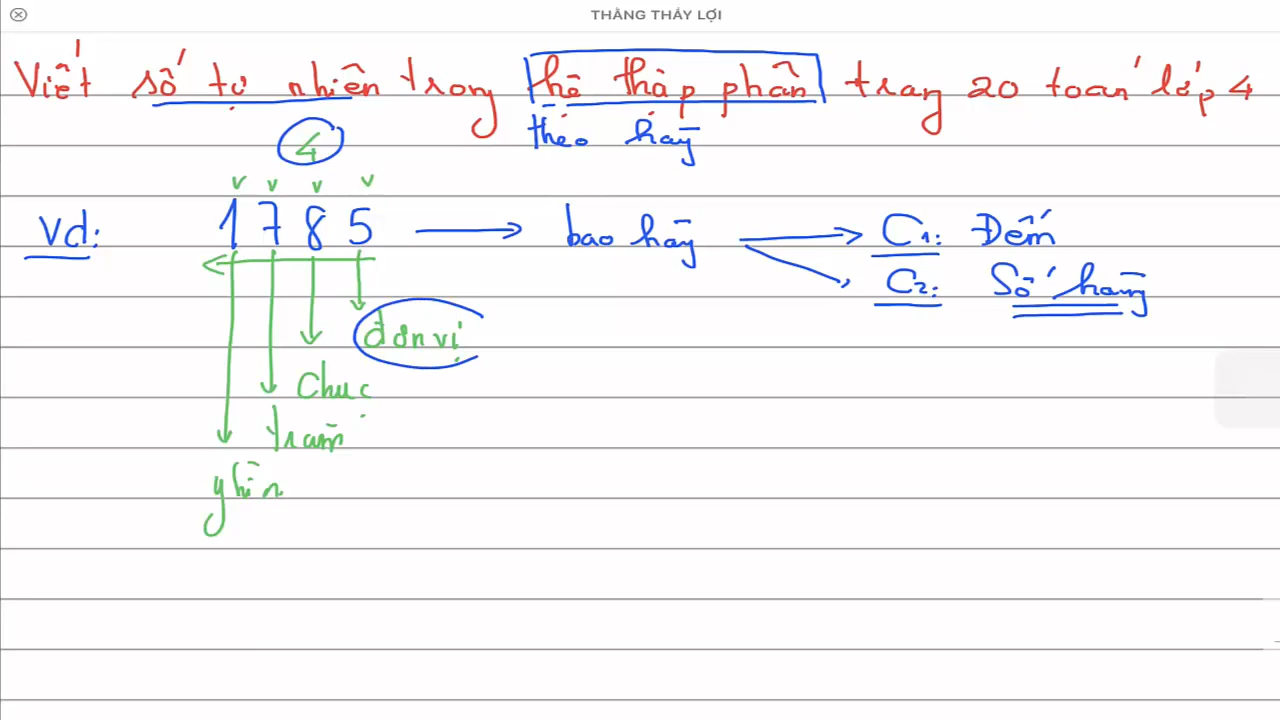 THẰNG THẦY LỢI
Viết số tự nhiên trong hệ thập phân trang 20 toán lớp 4
theo hàng
4
Vd: 1785 → bao hàng C1: Đếm
C2: Số hàng
đơn vị
chục
trăm
ghìn